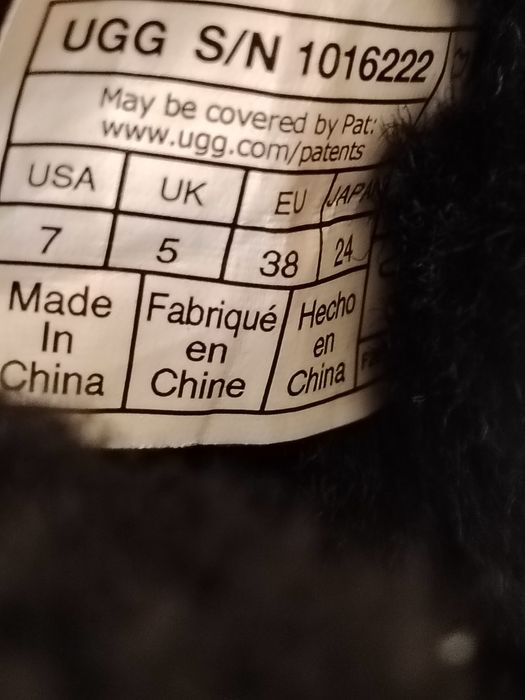 UGG S/N 1016222
May be covered by Pat:
www.ugg.com/patents
USA UK EU JAPAN
7 5 38 24
Made Fabriqué Hecho
In en en
China Chine China